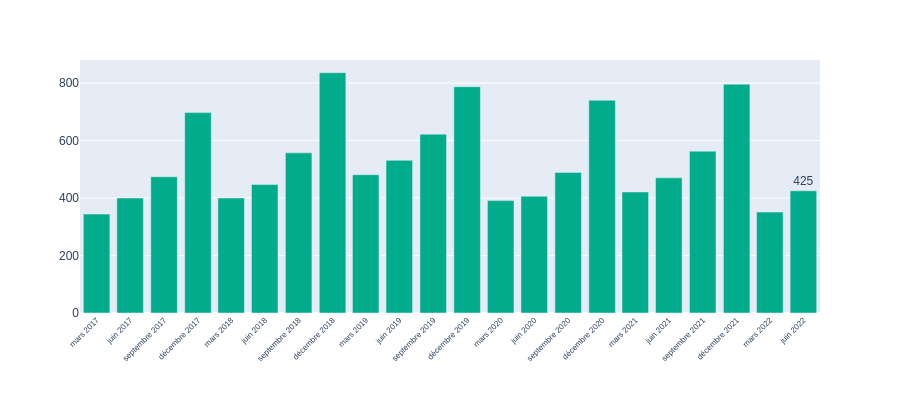 800
600
400
200
0
425
mars 2017
juin 2017
septembre 2017
décembre 2017
mars 2018
juin 2018
septembre 2018
décembre 2018
mars 2019
juin 2019
septembre 2019
décembre 2019
mars 2020
juin 2020
septembre 2020
décembre 2020
mars 2021
juin 2021
septembre 2021
décembre 2021
mars 2022
juin 2022